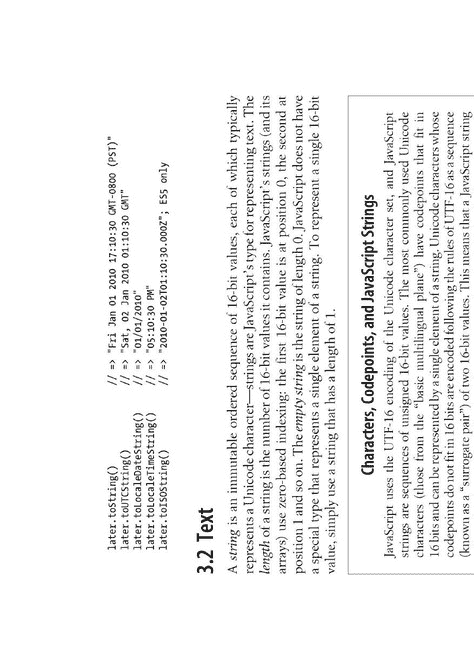 later.toString() // => "Fri Jan 01 2010 17:10:30 GMT-0800 (PST)"
later.toUTCString() // => "Sat, 02 Jan 2010 01:10:30 GMT"
later.toLocaleDateString() // => "01/01/2010"
later.toLocaleTimeString() // => "05:10:30 PM"
later.toISOString() // => "2010-01-02T01:10:30.000Z"; ES5 only
3.2 Text
A string is an immutable ordered sequence of 16-bit values, each of which typically
represents a Unicode character—strings are JavaScript's type for representing text. The
length of a string is the number of 16-bit values it contains. JavaScript's strings (and its
arrays) use zero-based indexing: the first 16-bit value is at position 0, the second at
position 1 and so on. The empty string is the string of length 0. JavaScript does not have
a special type that represents a single element of a string. To represent a single 16-bit
value, simply use a string that has a length of 1.
Characters, Codepoints, and JavaScript Strings
JavaScript uses the UTF-16 encoding of the Unicode character set, and JavaScript
strings are sequences of unsigned 16-bit values. The most commonly used Unicode
characters (those from the "basic multilingual plane") have codepoints that fit in
16 bits and can be represented by a single element of a string. Unicode characters whose
codepoints do not fit in 16 bits are encoded following the rules of UTF-16 as a sequence
(known as a "surrogate pair") of two 16-bit values. This means that a JavaScript string